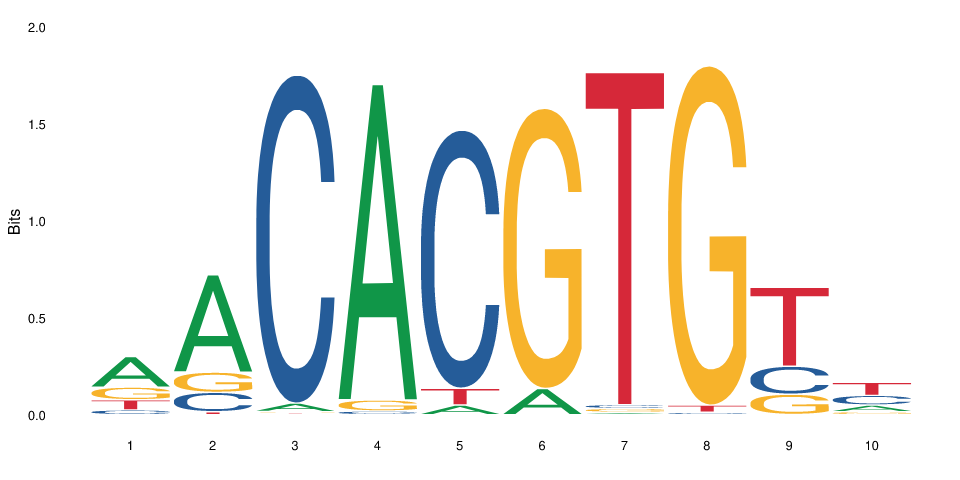 2.0
1.5
1.0
0.5
0.0
Bits
A G T C
A G C T
C A
A G C
C T A
G A
T C G
G T
T C G
T C A G
1 2 3 4 5 6 7 8 9 10